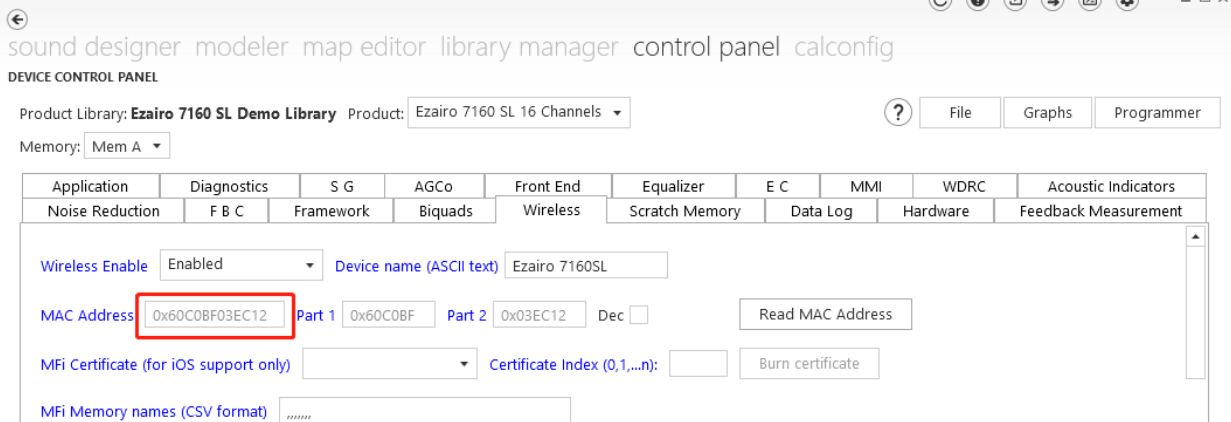 sound designer modeler map editor library manager control panel calconfig
DEVICE CONTROL PANEL
Product Library: Ezairo 7160 SL Demo Library Product: Ezairo 7160 SL 16 Channels ? File Graphs Programmer
Memory: Mem A
Application Diagnostics S G AGCo Front End Equalizer E C MMI WDRC Acoustic Indicators
Noise Reduction F B C Framework Biquads Wireless Scratch Memory Data Log Hardware Feedback Measurement
Wireless Enable Enabled Device name (ASCII text) Ezairo 7160SL
MAC Address 0x60C0BF03EC12 Part 1 0x60C0BF Part 2 0x03EC12 Dec Read MAC Address
MFi Certificate (for iOS support only) Certificate Index (0,1,...n): Burn certificate
MFi Memory names (CSV format) ,,,,,,,